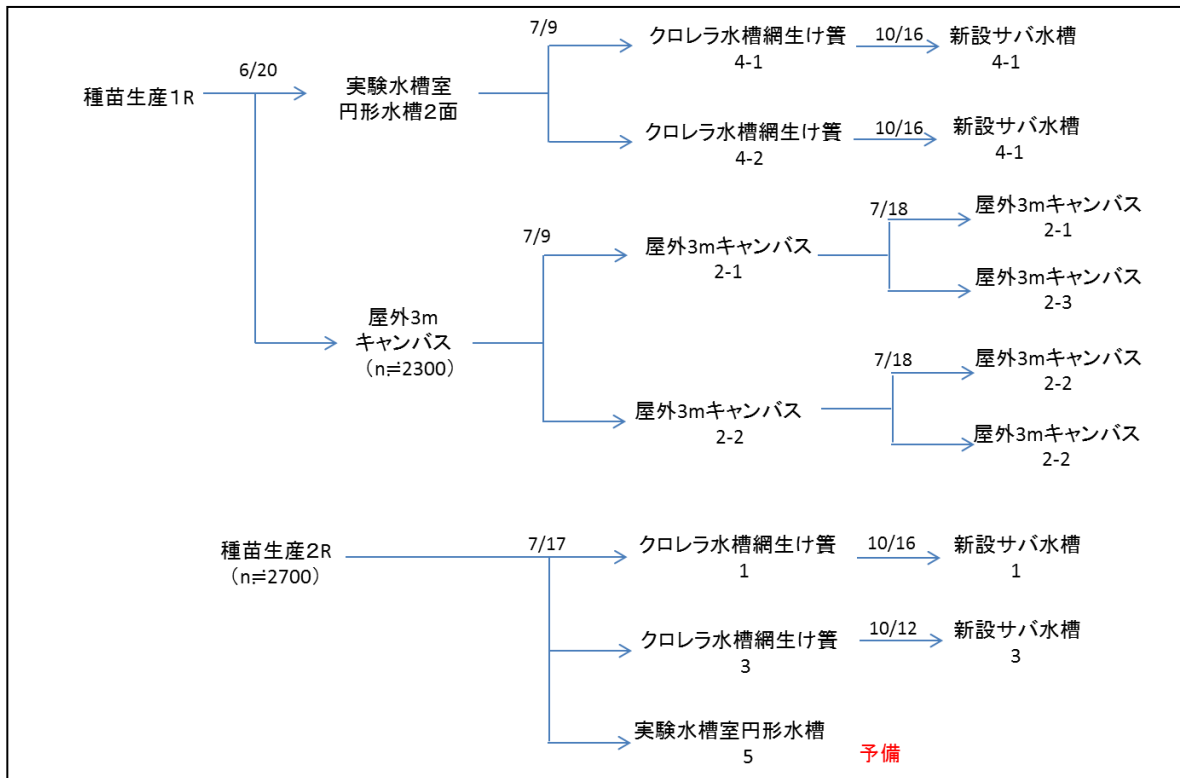 7/9
クロレラ水槽網生け簀
4-1
10/16
新設サバ水槽
4-1
種苗生産1R
6/20
実験水槽室
円形水槽2面
クロレラ水槽網生け簀
4-2
10/16
新設サバ水槽
4-1
7/9
屋外3mキャンバス
2-1
7/18
屋外3mキャンバス
2-1
屋外3mキャンバス
2-3
屋外3m
キャンバス
(n≒2300)
屋外3mキャンバス
2-2
7/18
屋外3mキャンバス
2-2
屋外3mキャンバス
2-2
種苗生産2R
(n≒2700)
7/17
クロレラ水槽網生け簀
1
10/16
新設サバ水槽
1
クロレラ水槽網生け簀
3
10/12
新設サバ水槽
3
実験水槽室円形水槽
5
予備